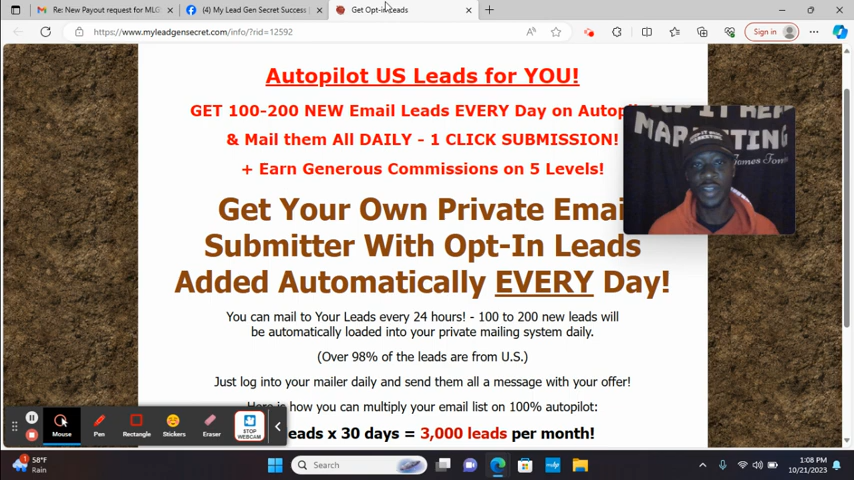 Re: New Payout request for MLG
(4) My Lead Gen Secret Success
Get Opt-in Leads
https://www.myleadgensecret.com/info/?rid=12592
Sign in
Autopilot US Leads for YOU!
GET 100-200 NEW Email Leads EVERY Day on
& Mail them All DAILY - 1 CLICK SUBMISSION!
+ Earn Generous Commissions on 5 Levels!
Get Your Own Private
Submitter With Opt-In Leads
Added Automatically EVERY Day!
You can mail to Your Leads every 24 hours! - 100 to 200 new leads will
be automatically loaded into your private mailing system daily.
(Over 98% of the leads are from U.S.)
Just log into your mailer daily and send them all a message with your offer!
is how you can multiply your email list on 100% autopilot:
x 30 days = 3,000 leads per month!
Mouse
Pen
Rectangle
Stickers
Eraser
STOP
WEBCAM
58°F
Rain
Search
1:08 PM
10/21/2023